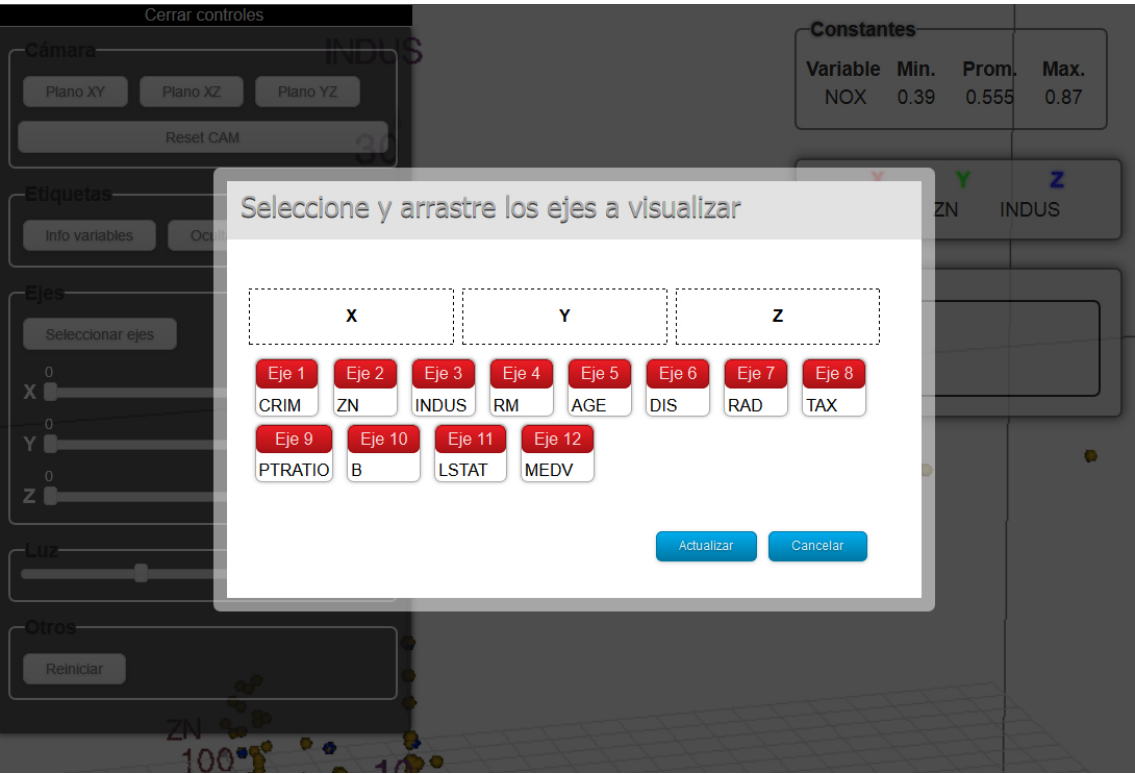 Cerrar controles
Cámara
Plano XY Plano XZ Plano YZ
Reset CAM
Etiquetas
Info variables
Ejes
Seleccionar ejes
0
X
0
Y
0
Z
Luz
Otros
Reiniciar
INDUS
30
Constantes
Variable Min. Prom. Max.
NOX 0.39 0.555 0.87
X Y Z
ZN INDUS
Seleccione y arrastre los ejes a visualizar
X Y Z
Eje 1 Eje 2 Eje 3 Eje 4 Eje 5 Eje 6 Eje 7 Eje 8
CRIM ZN INDUS RM AGE DIS RAD TAX
Eje 9 Eje 10 Eje 11 Eje 12
PTRATIO B LSTAT MEDV
Actualizar Cancelar
ZN
100